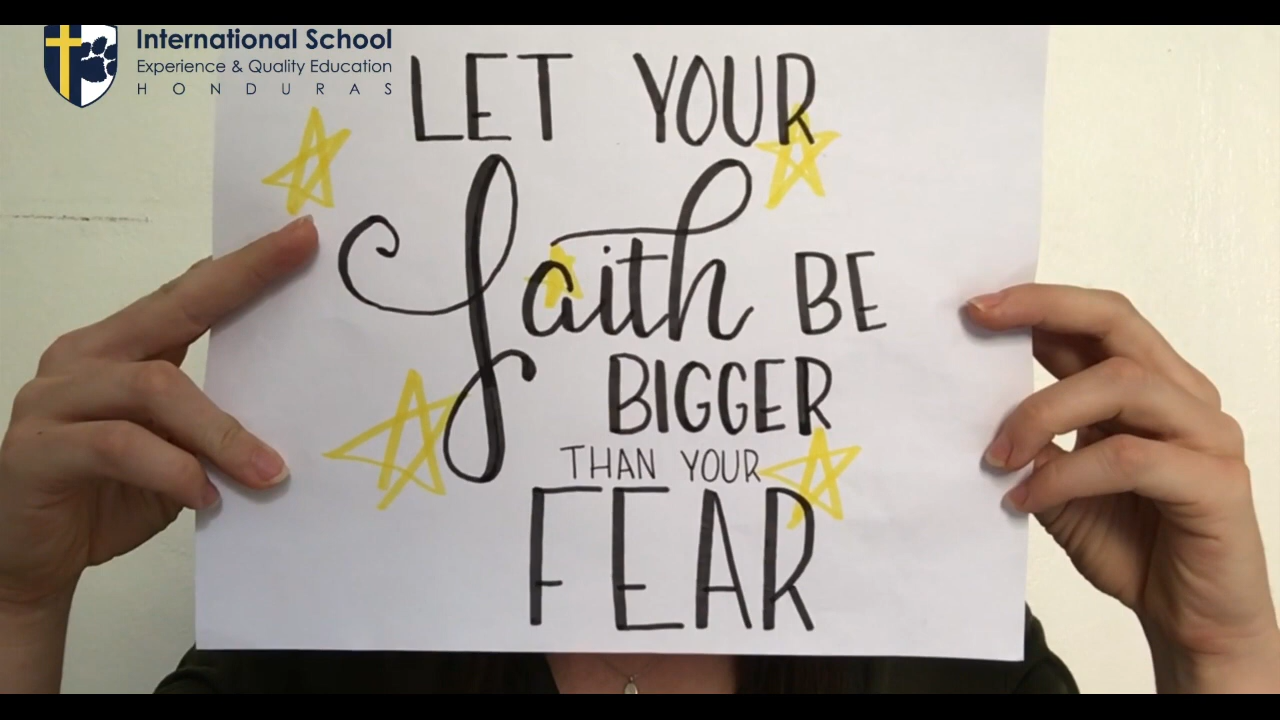 International School
Experience & Quality Education
HONDURAS
LET YOUR
faith BE
BIGGER
THAN YOUR
FEAR